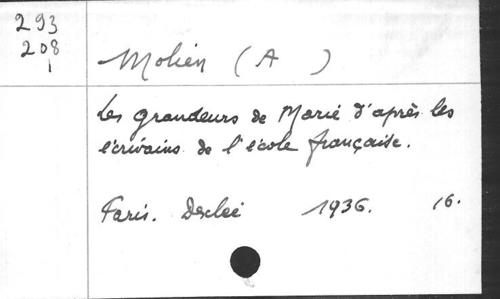 293
208
1
Molien (A )
Les grandeurs de Marie d'après les
écrivains de l'école française.
Paris. Desclée 1936. 16.